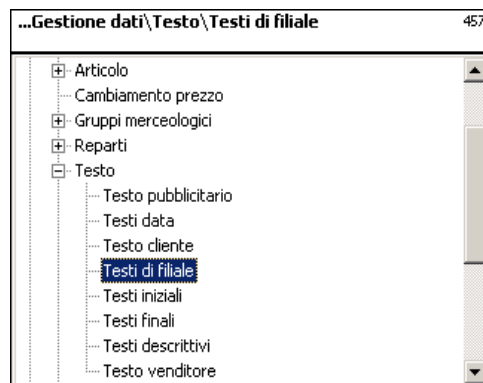 ...Gestione dati\Testo\Testi di filiale 457
Articolo
Cambiamento prezzo
Gruppi merceologici
Reparti
Testo
Testo pubblicitario
Testi data
Testo cliente
Testi di filiale
Testi iniziali
Testi finali
Testi descrittivi
Testo venditore